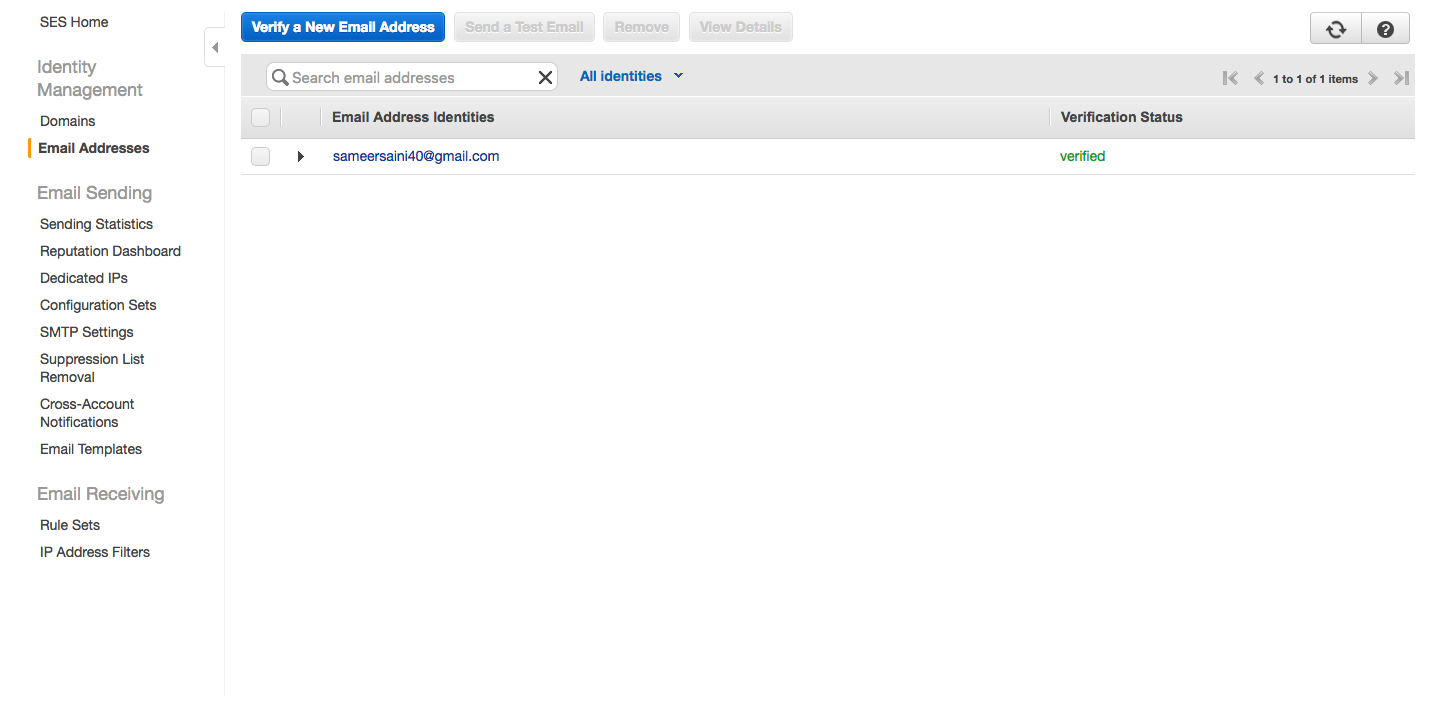 SES Home
Identity
Management
Domains
Email Addresses
Email Sending
Sending Statistics
Reputation Dashboard
Dedicated IPs
Configuration Sets
SMTP Settings
Suppression List
Removal
Cross-Account
Notifications
Email Templates
Email Receiving
Rule Sets
IP Address Filters
Verify a New Email Address Send a Test Email Remove View Details
Search email addresses All identities 1 to 1 of 1 items
Email Address Identities Verification Status
sameersaini40@gmail.com verified